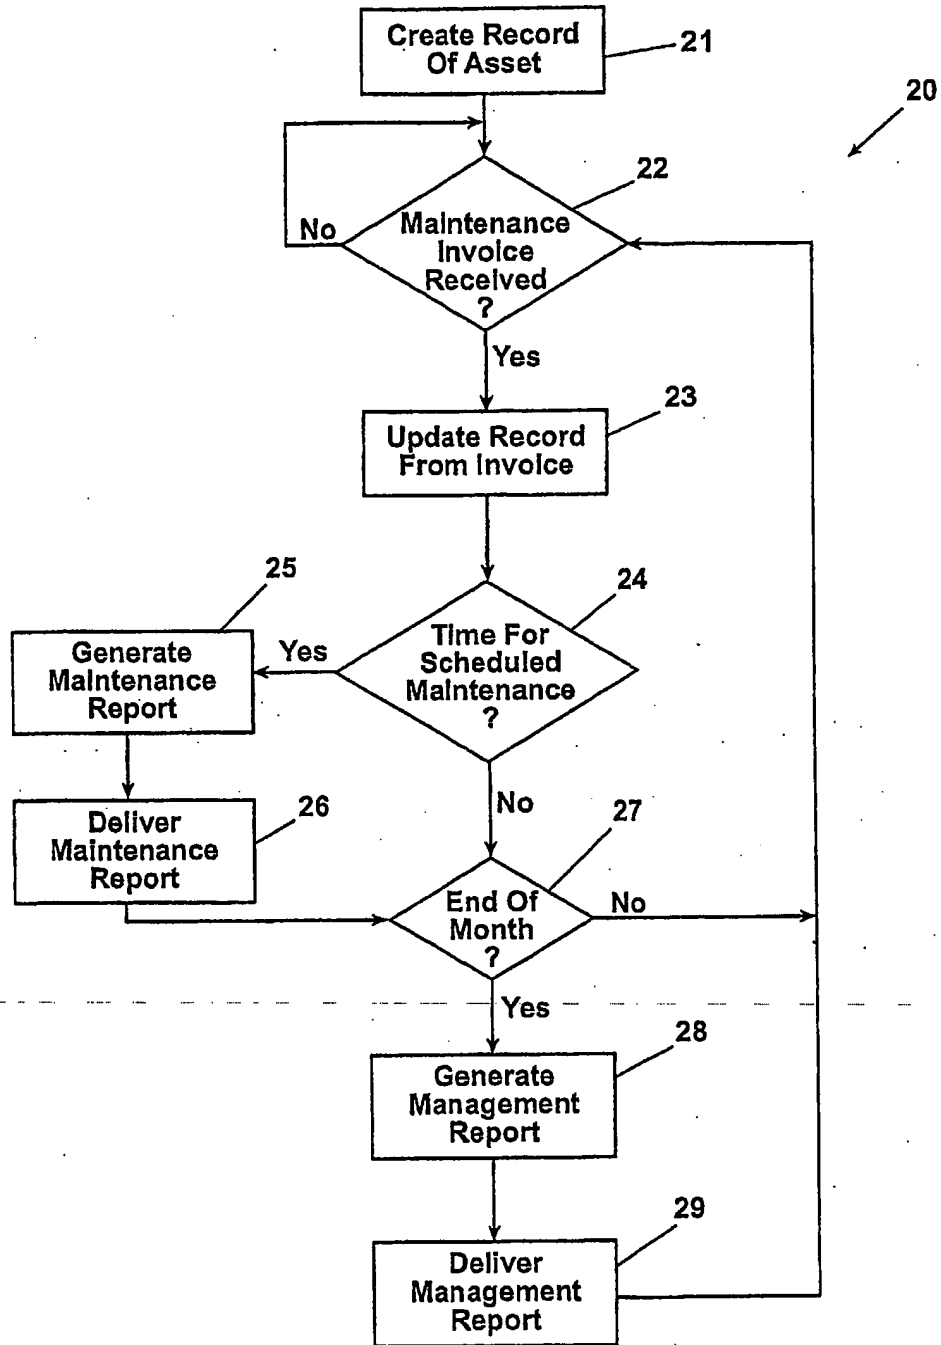 Create Record
Of Asset
21
20
22
Maintenance
Invoice
Received
?
No
Yes
23
Update Record
From Invoice
24
25
Time For
Scheduled
Maintenance
?
Yes
Generate
Maintenance
Report
No
26
Deliver
Maintenance
Report
27
End Of
Month
?
No
Yes
28
Generate
Management
Report
29
Deliver
Management
Report